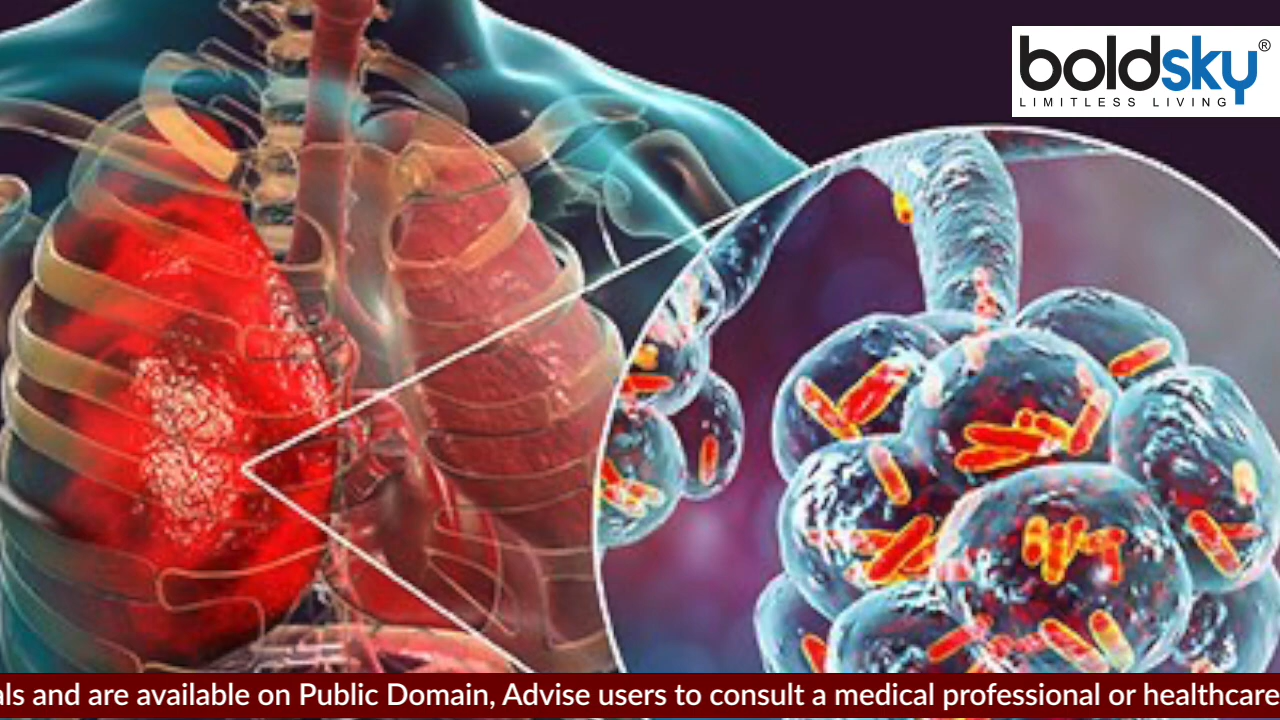 boldsky®
LIMITLESS LIVING
als and are available on Public Domain, Advise users to consult a medical professional or healthcare